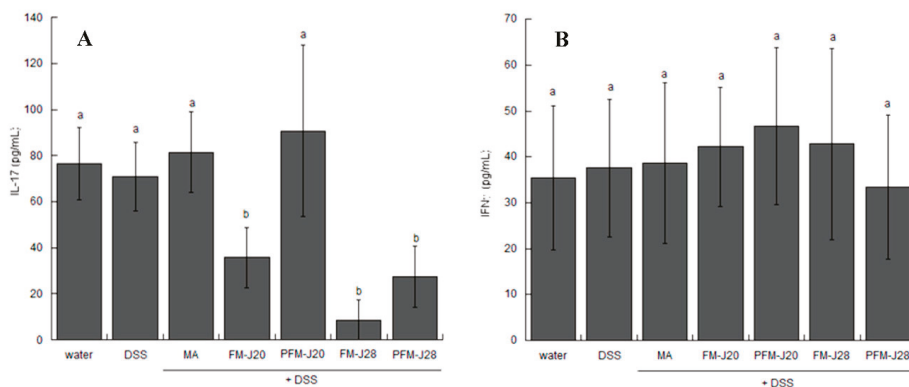 A
IL-17 (pg/mL)
140
120
100
80
60
40
20
0
a
a
a
b
a
b
b
water DSS MA FM-J20 PFM-J20 FM-J28 PFM-J28
+ DSS
B
IFN- (pg/mL)
70
60
50
40
30
20
10
0
a
a
a
a
a
a
a
water DSS MA FM-J20 PFM-J20 FM-J28 PFM-J28
+ DSS